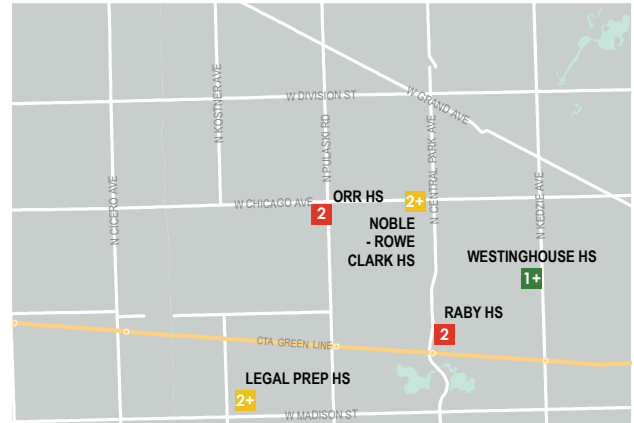 W DIVISION ST
W GRAND AVE
N KOSTNER AVE
N PULASKI RD
N CENTRAL PARK AVE
N CICERO AVE
N KEDZIE AVE
W CHICAGO AVE
ORR HS
2
2+
NOBLE
- ROWE
CLARK HS
WESTINGHOUSE HS
1+
RABY HS
2
CTA GREEN LINE
LEGAL PREP HS
2+
W MADISON ST